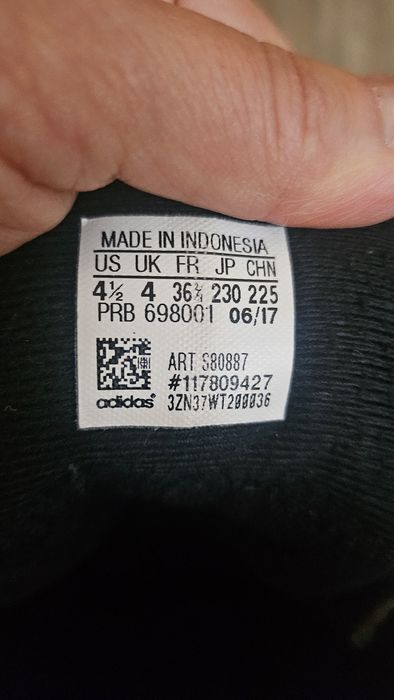 MADE IN INDONESIA
US UK FR JP CHN
4½ 4 36⅔ 230 225
PRB 698001 06/17
ART S80887
#117809427
adidas® 3ZN37WT200036